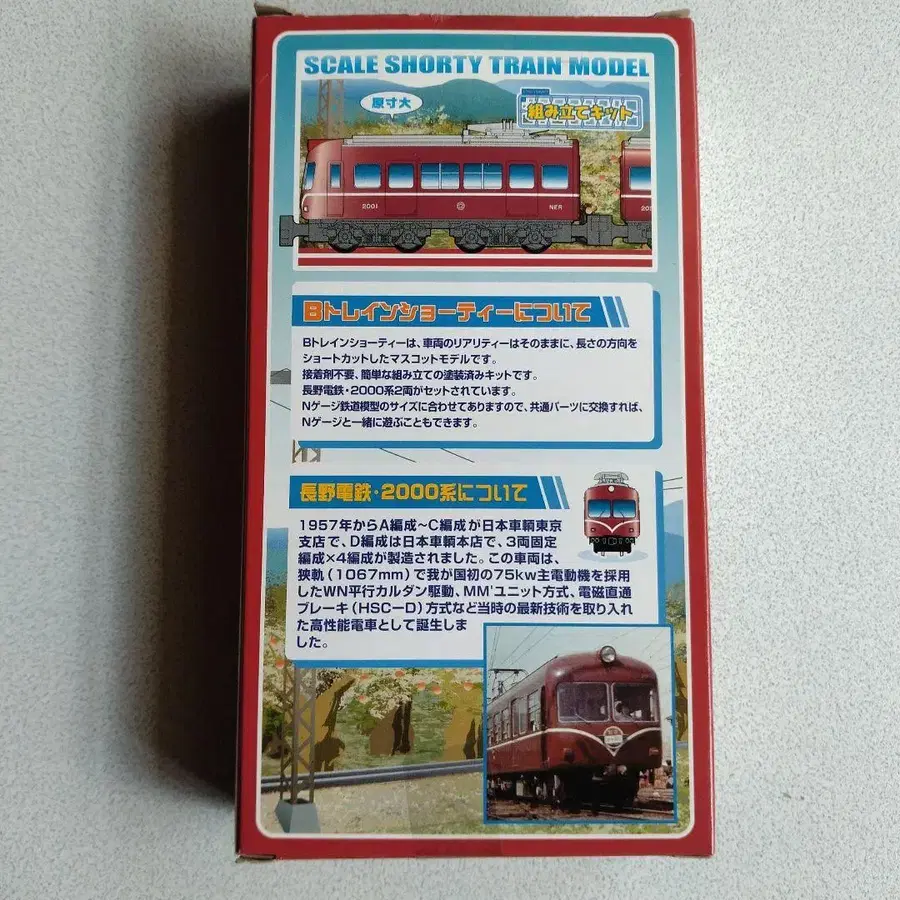 SCALE SHORTY TRAIN MODEL
原寸大
組み立てキット
2001
NER
Bトレインショーティーについて
Bトレインショーティーは、車両のリアリティーはそのままに、長さの方向を
ショートカットしたマスコットモデルです。
接着剤不要、簡単な組み立ての塗装済みキットです。
長野電鉄・2000系2両がセットされています。
Nゲージ鉄道模型のサイズに合わせてありますので、共通パーツに交換すれば、
Nゲージと一緒に遊ぶこともできます。
長野電鉄・2000系について
1957年からA編成~C編成が日本車輌東京
支店で、D編成は日本車輌本店で、3両固定
編成×4編成が製造されました。この車両は、
狭軌(1067mm)で我が国初の75kw主電動機を採用
したWN平行カルダン駆動、MM'ユニット方式、電磁直通
ブレーキ(HSC-D)方式など当時の最新技術を取り入れ
た高性能電車として誕生しま
した。